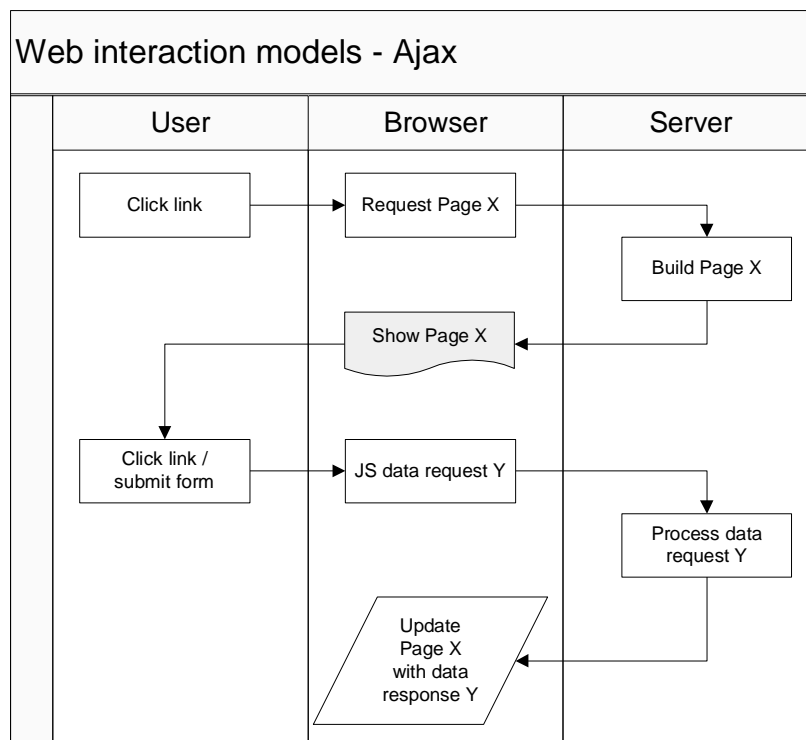 Web interaction models - Ajax
User
Browser
Server
Click link
Request Page X
Build Page X
Show Page X
Click link /
submit form
JS data request Y
Process data
request Y
Update
Page X
with data
response Y